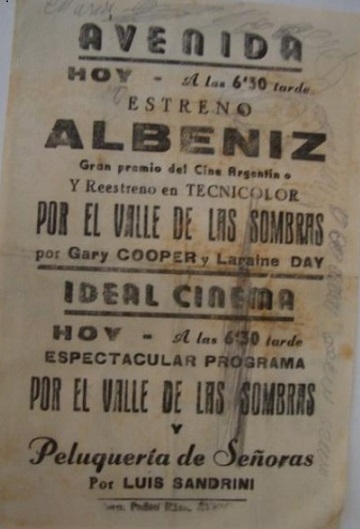 AVENIDA
HOY - A las 6'30 tarde
ESTRENO
ALBENIZ
Gran premio del Cine Argentino
Y Reestreno en TECNICOLOR
POR EL VALLE DE LAS SOMBRAS
por Gary COOPER y Laraine DAY
IDEAL CINEMA
HOY - A las 6'30 tarde
ESPECTACULAR PROGRAMA
POR EL VALLE DE LAS SOMBRAS
Y
Peluquería de Señoras
Por LUIS SANDRINI
Pedro